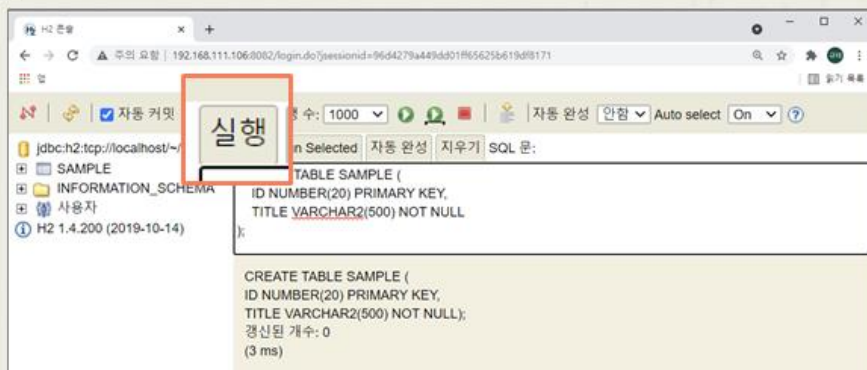 H2 콘솔
주의 요함 | 192.168.111.106:8082/login.do?jsessionid=96d4279a449dd01ff65625b619df8171
앱
읽기 목록
자동 커밋
수: 1000
자동 완성 안함 Auto select On
실행
n Selected 자동 완성 지우기 SQL 문:
jdbc:h2:tcp://localhost/~/
SAMPLE
INFORMATION_SCHEMA
사용자
H2 1.4.200 (2019-10-14)
TABLE SAMPLE (
ID NUMBER(20) PRIMARY KEY,
TITLE VARCHAR2(500) NOT NULL
);
CREATE TABLE SAMPLE (
ID NUMBER(20) PRIMARY KEY,
TITLE VARCHAR2(500) NOT NULL);
갱신된 개수: 0
(3 ms)